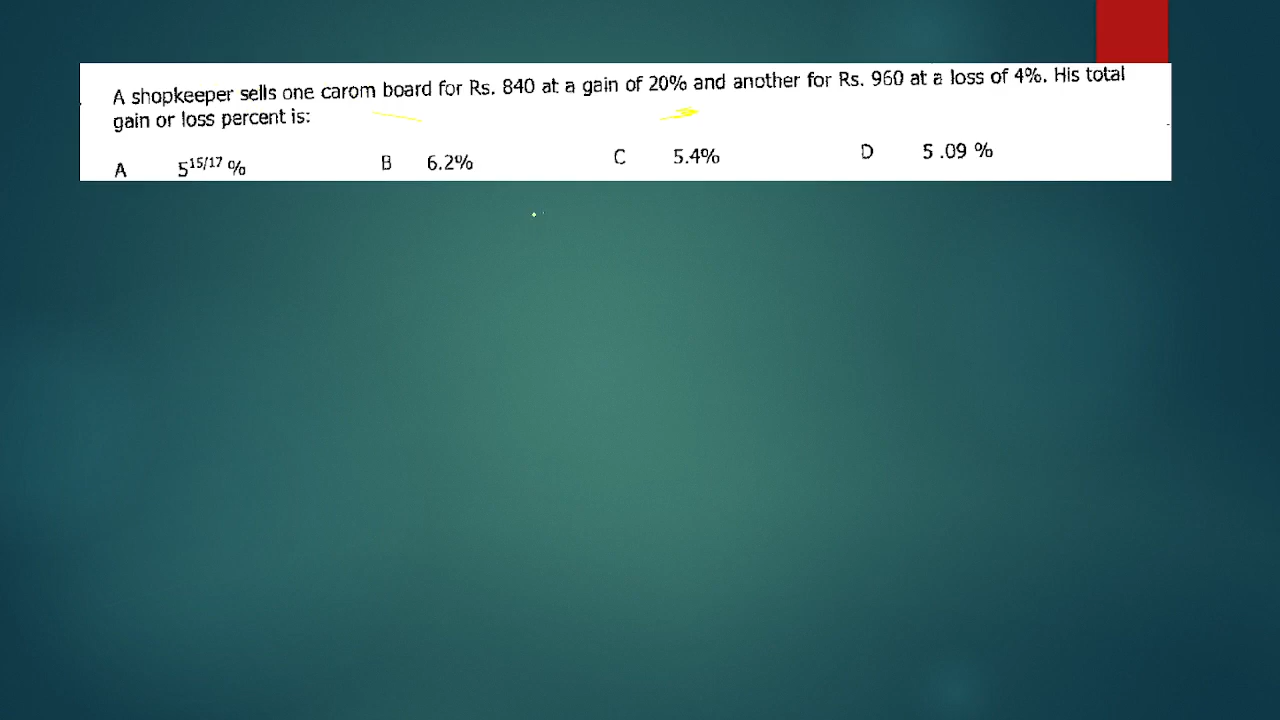 A shopkeeper sells one carom board for Rs. 840 at a gain of 20% and another for Rs. 960 at a loss of 4%. His total
gain or loss percent is:
A 5^15/17 % B 6.2% C 5.4% D 5 .09 %